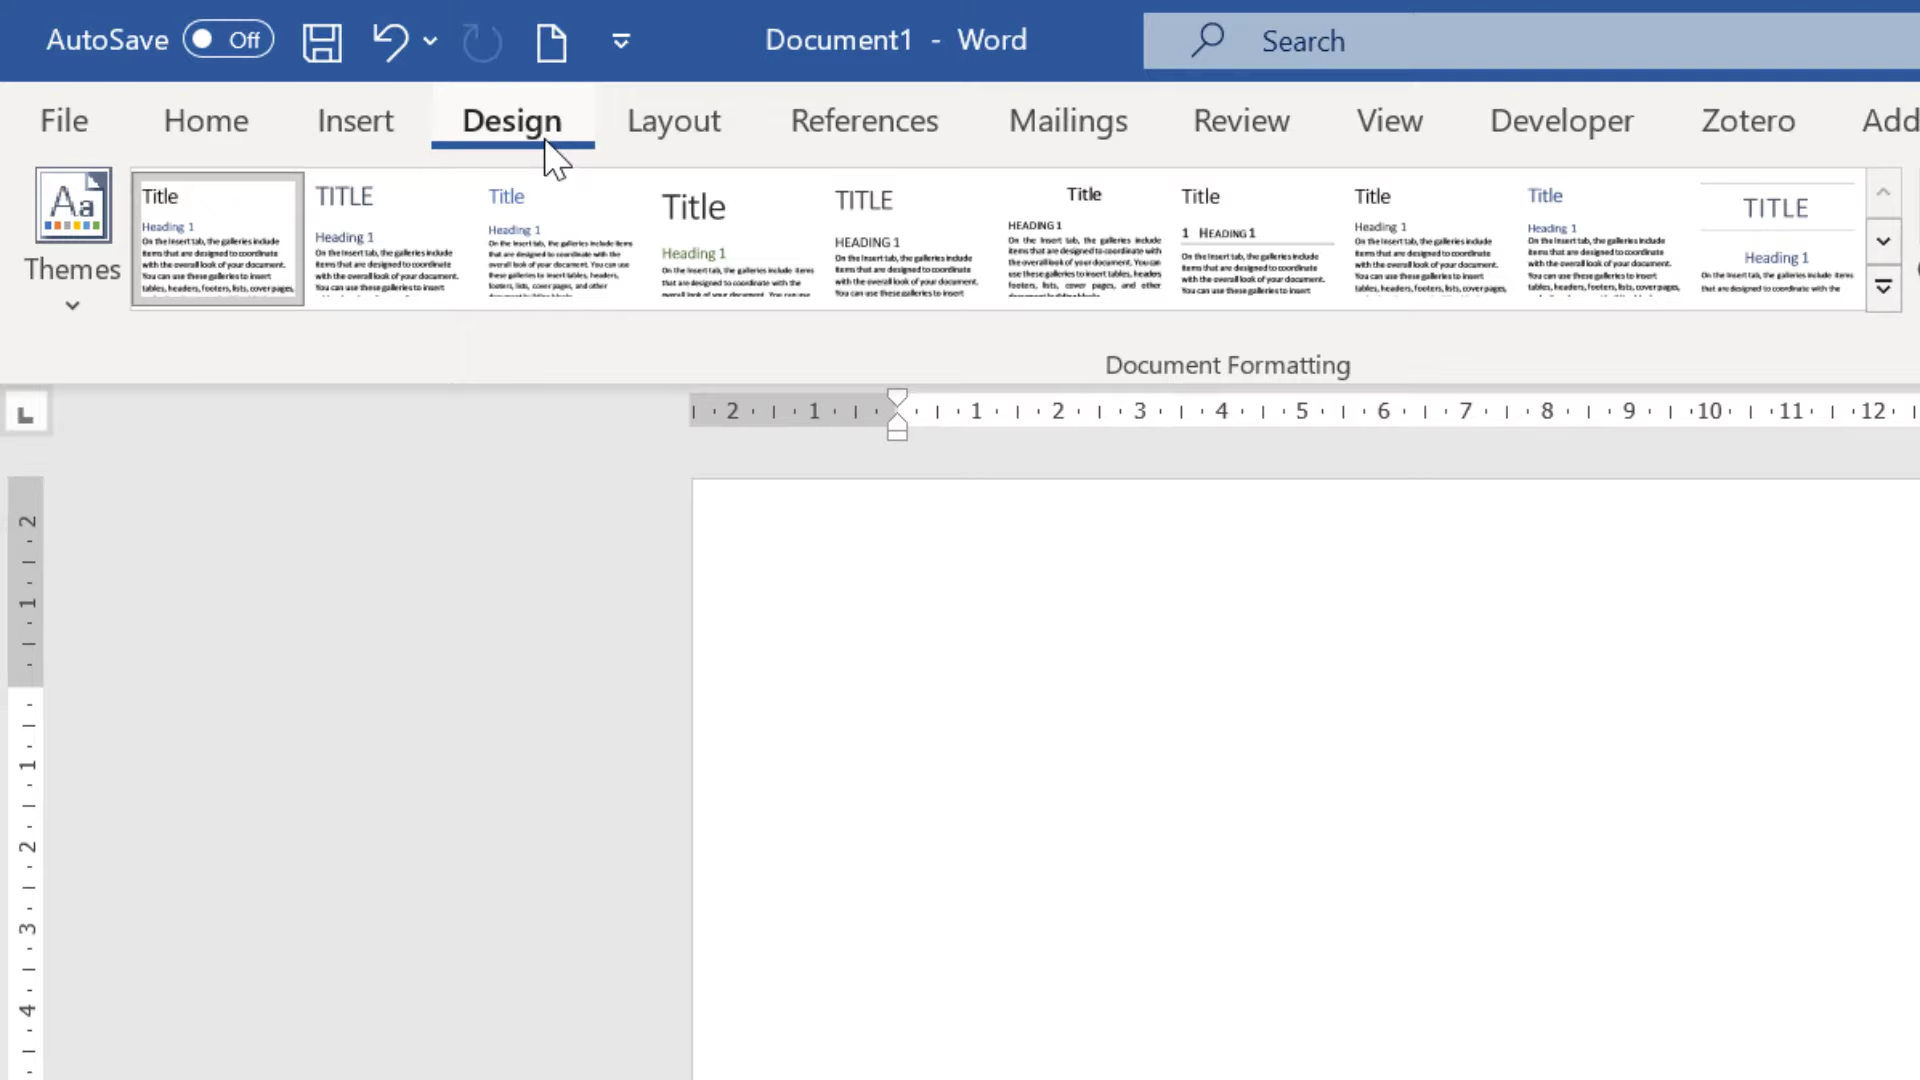 AutoSave Off Document1 - Word Search
File Home Insert Design Layout References Mailings Review View Developer Zotero Add
Themes
Title
Heading 1
On the Insert tab, the galleries include
items that are designed to coordinate
with the overall look of your document.
You can use these galleries to insert
tables, headers, footers, lists, cover pages,
TITLE
Heading 1
On the Insert tab, the galleries include
items that are designed to coordinate
with the overall look of your document.
You can use these galleries to insert
Title
Heading 1
On the Insert tab, the galleries include items
that are designed to coordinate with the
overall look of your document. You can use
these galleries to insert tables, headers,
footers, lists, cover pages, and other
document building blocks.
Title
Heading 1
On the Insert tab, the galleries include items
that are designed to coordinate with the
overall look of your document. You can use
TITLE
HEADING 1
On the Insert tab, the galleries include
items that are designed to coordinate
with the overall look of your document.
You can use these galleries to insert
Title
HEADING 1
On the Insert tab, the galleries include
items that are designed to coordinate with
the overall look of your document. You can
use these galleries to insert tables, headers,
footers, lists, cover pages, and other
document building blocks.
Title
1 HEADING 1
On the Insert tab, the galleries include
items that are designed to coordinate
with the overall look of your document.
You can use these galleries to insert
Title
Heading 1
On the Insert tab, the galleries include
items that are designed to coordinate
with the overall look of your document.
You can use these galleries to insert
tables, headers, footers, lists, cover pages,
Title
Heading 1
On the Insert tab, the galleries include
items that are designed to coordinate
with the overall look of your document.
You can use these galleries to insert
tables, headers, footers, lists, cover pages,
TITLE
Heading 1
On the Insert tab, the galleries include items
that are designed to coordinate with the
Document Formatting
2 1 1 2 3 4 5 6 7 8 9 10 11 12
2
1
1
2
3
4